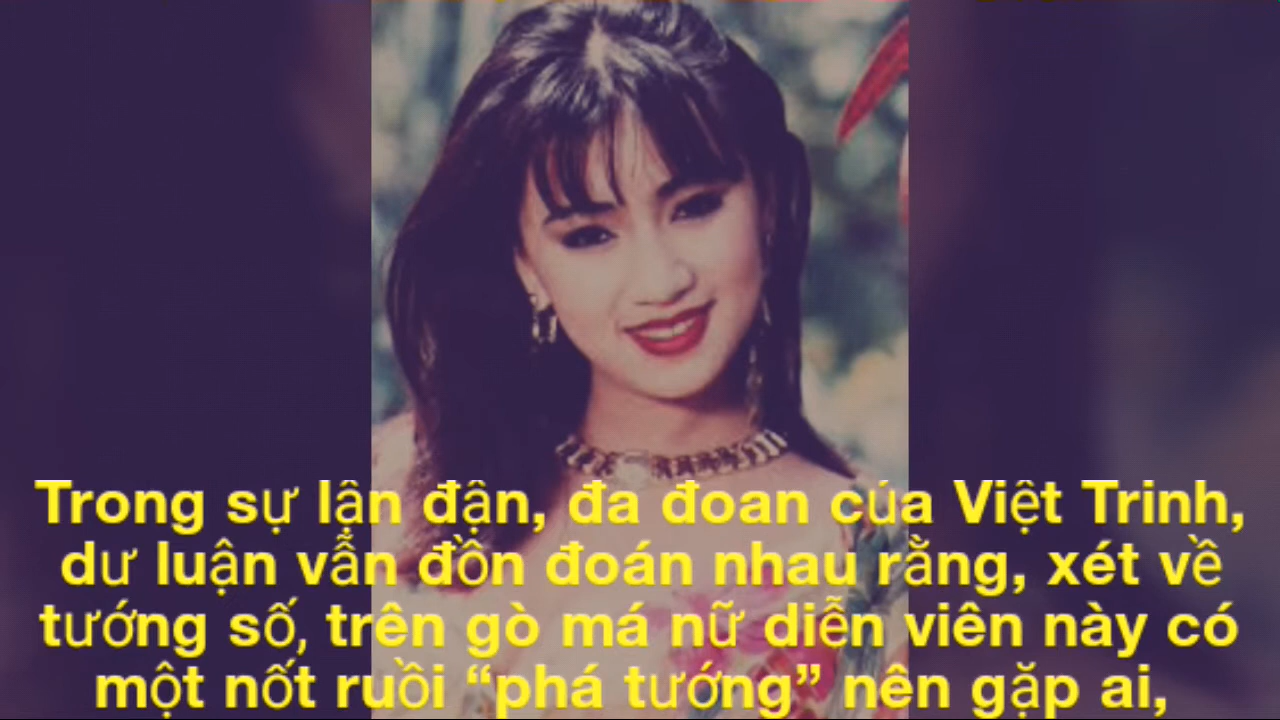 Trong sự lận đận, đa đoan của Việt Trinh,
dư luận vẫn đồn đoán nhau rằng, xét về
tướng số, trên gò má nữ diễn viên này có
một nốt ruồi “phá tướng” nên gặp ai,